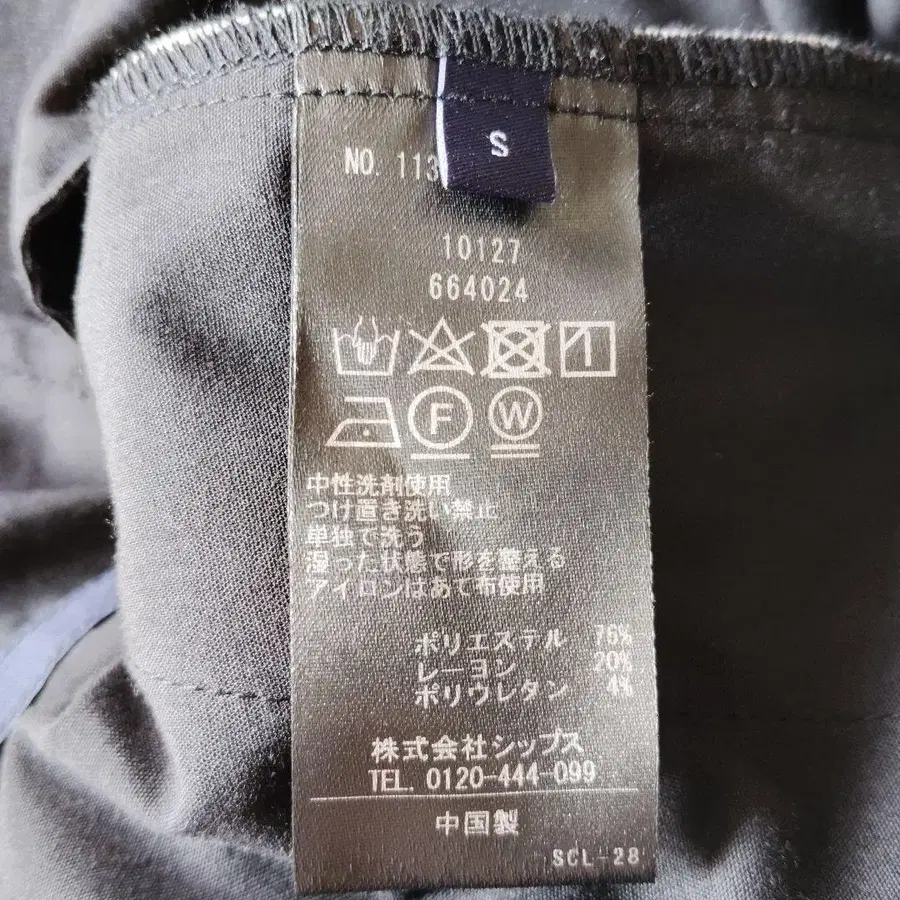 S
NO. 113
10127
664024
F W
中性洗剤使用
つけ置き洗い禁止
単独で洗う
湿った状態で形を整える
アイロンはあて布使用
ポリエステル 76%
レーヨン 20%
ポリウレタン 4%
株式会社シップス
TEL. 0120-444-099
中国製
SCL-28